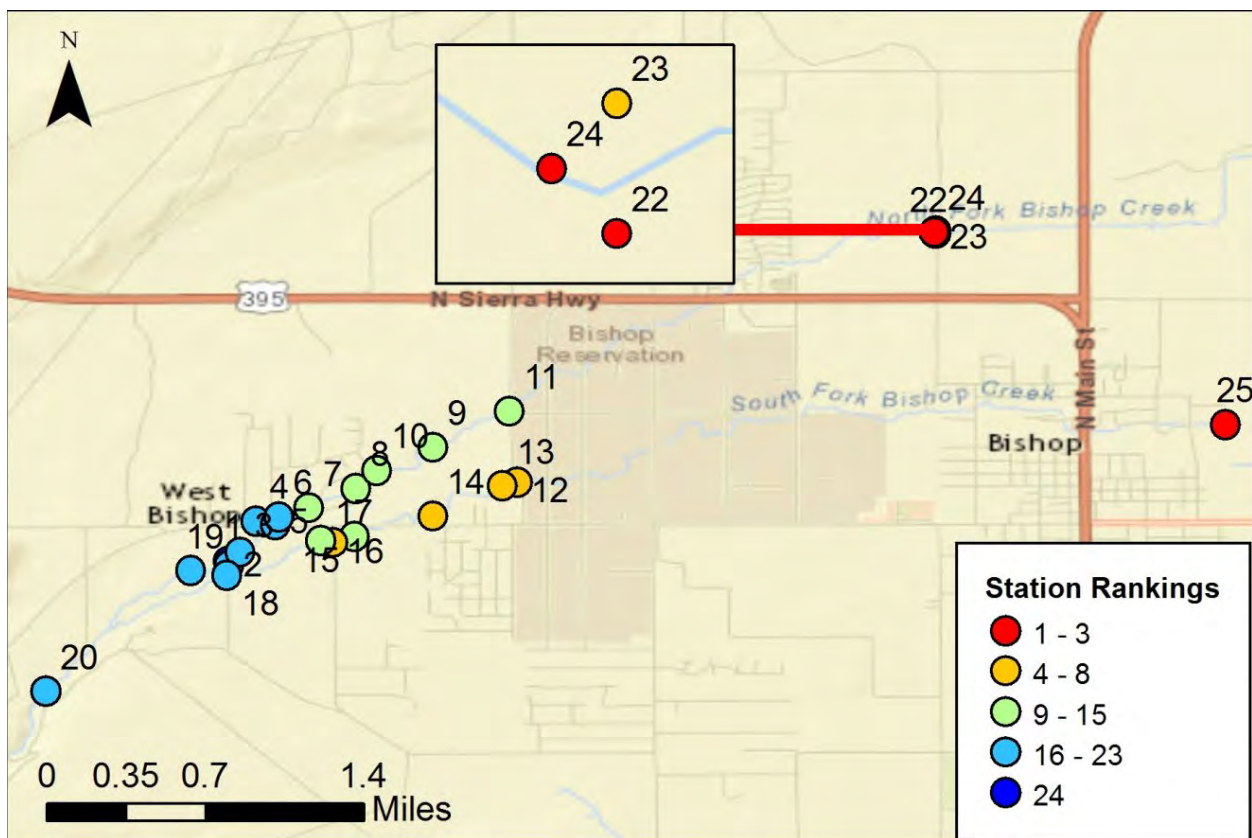 N
23
24
22
2224
23
North Fork Bishop Creek
395
N Sierra Hwy
Bishop
Reservation
N Main St
11
South Fork Bishop Creek
25
9
Bishop
10
8
13
14
12
7
6
4
West
Bishop
17
5
3
1
19
16
15
2
18
20
Station Rankings
1 - 3
4 - 8
9 - 15
16 - 23
24
0 0.35 0.7 1.4
Miles